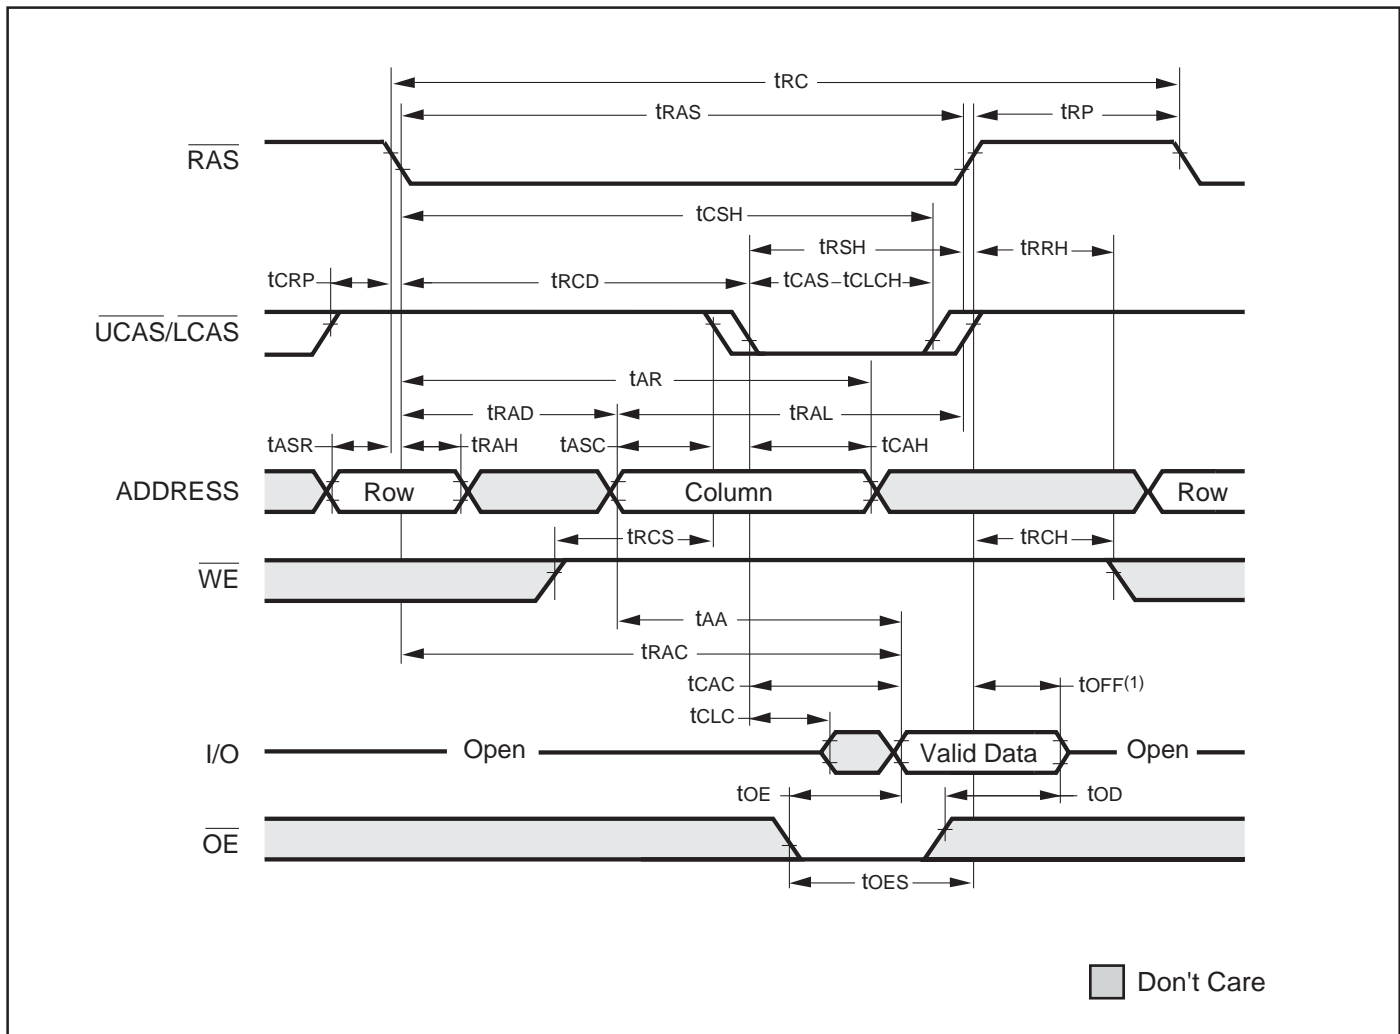 tRC
tRAS tRP
RAS
tCSH
tRSH tRRH
tCRP tRCD tCAS tCLCH
UCAS/LCAS
tAR
tRAD tRAL
tASR tRAH tASC tCAH
ADDRESS Row Column Row
tRCS tRCH
WE
tAA
tRAC
tCAC tOFF(1)
tCLC
I/O Open Valid Data Open
tOE tOD
OE
tOES
Don't Care